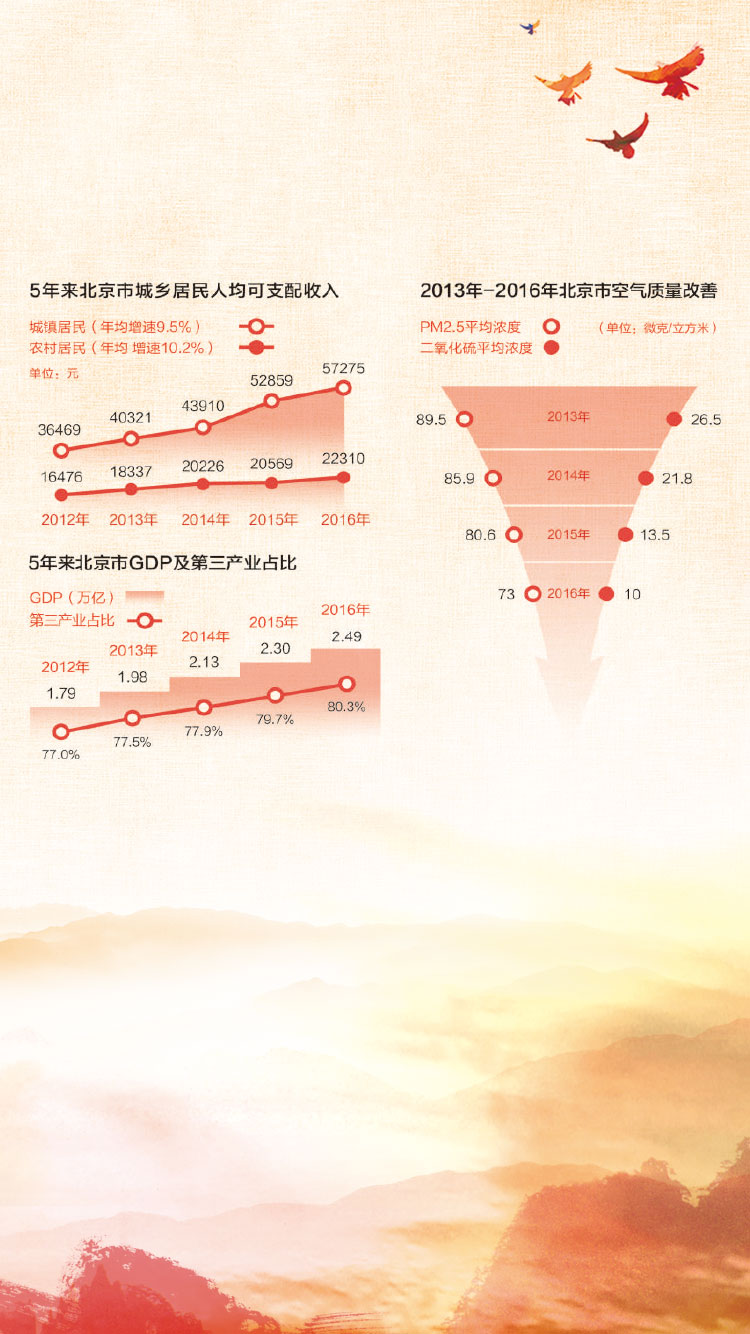 5年来北京市城乡居民人均可支配收入
城镇居民（年均增速9.5%）
农村居民（年均 增速10.2%）
单位：元
36469 40321 43910 52859 57275
16476 18337 20226 20569 22310
2012年 2013年 2014年 2015年 2016年
5年来北京市GDP及第三产业占比
GDP（万亿）
第三产业占比
2012年 2013年 2014年 2015年 2016年
1.79 1.98 2.13 2.30 2.49
77.0% 77.5% 77.9% 79.7% 80.3%
2013年-2016年北京市空气质量改善
PM2.5平均浓度 （单位：微克/立方米）
二氧化硫平均浓度
89.5 2013年 26.5
85.9 2014年 21.8
80.6 2015年 13.5
73 2016年 10